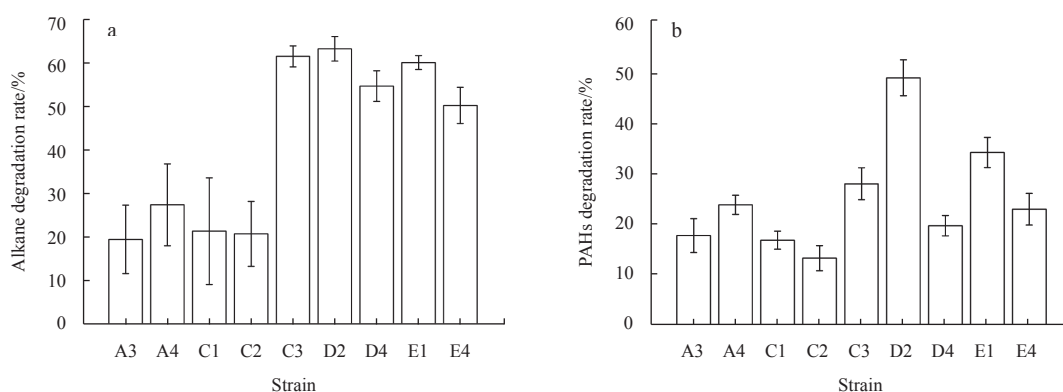 a
Alkane degradation rate/%
70
60
50
40
30
20
10
0
A3 A4 C1 C2 C3 D2 D4 E1 E4
Strain
b
PAHs degradation rate/%
60
50
40
30
20
10
0
A3 A4 C1 C2 C3 D2 D4 E1 E4
Strain